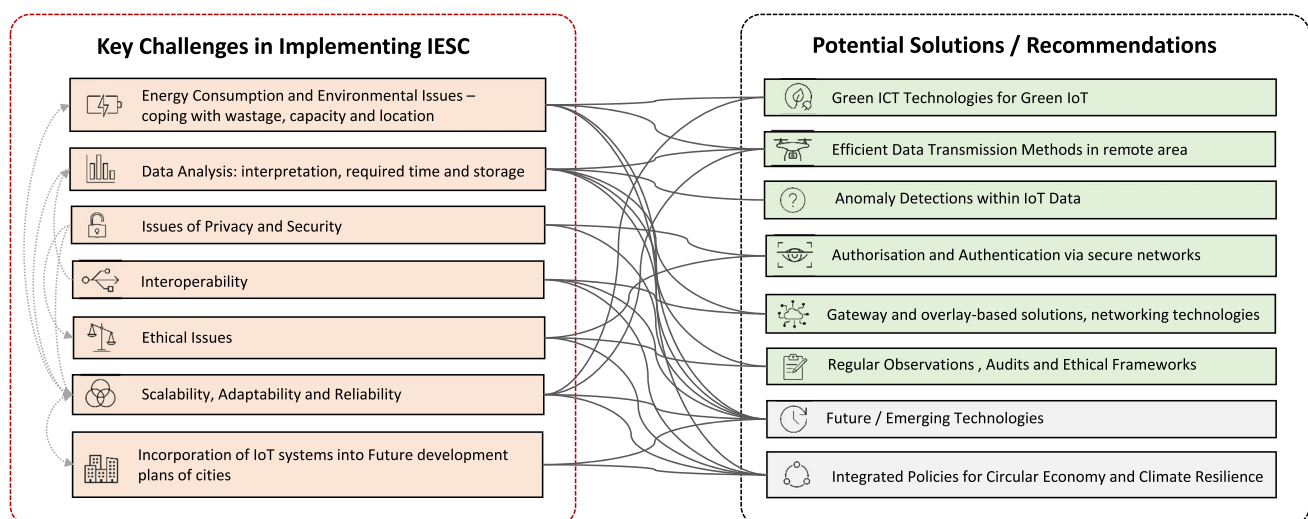 Key Challenges in Implementing IESC
Energy Consumption and Environmental Issues –
coping with wastage, capacity and location
Data Analysis: interpretation, required time and storage
Issues of Privacy and Security
Interoperability
Ethical Issues
Scalability, Adaptability and Reliability
Incorporation of IoT systems into Future development
plans of cities
Potential Solutions / Recommendations
Green ICT Technologies for Green IoT
Efficient Data Transmission Methods in remote area
?
Anomaly Detections within IoT Data
Authorisation and Authentication via secure networks
Gateway and overlay-based solutions, networking technologies
Regular Observations , Audits and Ethical Frameworks
Future / Emerging Technologies
Integrated Policies for Circular Economy and Climate Resilience